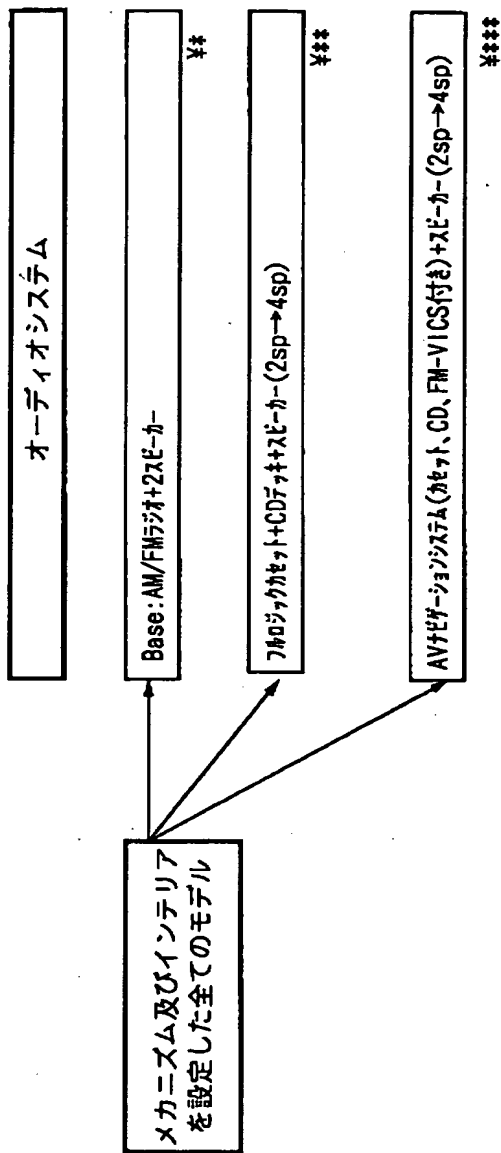 オーディオシステム
メカニズム及びインテリア
を設定した全てのモデル
Base:AM/FMラジオ+2スピーカー
¥*
フルロジックカセット+CDデッキ+スピーカー(2sp→4sp)
¥**
AVナビゲーションシステム(カセット、CD、FM-VICS付き)+スピーカー(2sp→4sp)
¥***